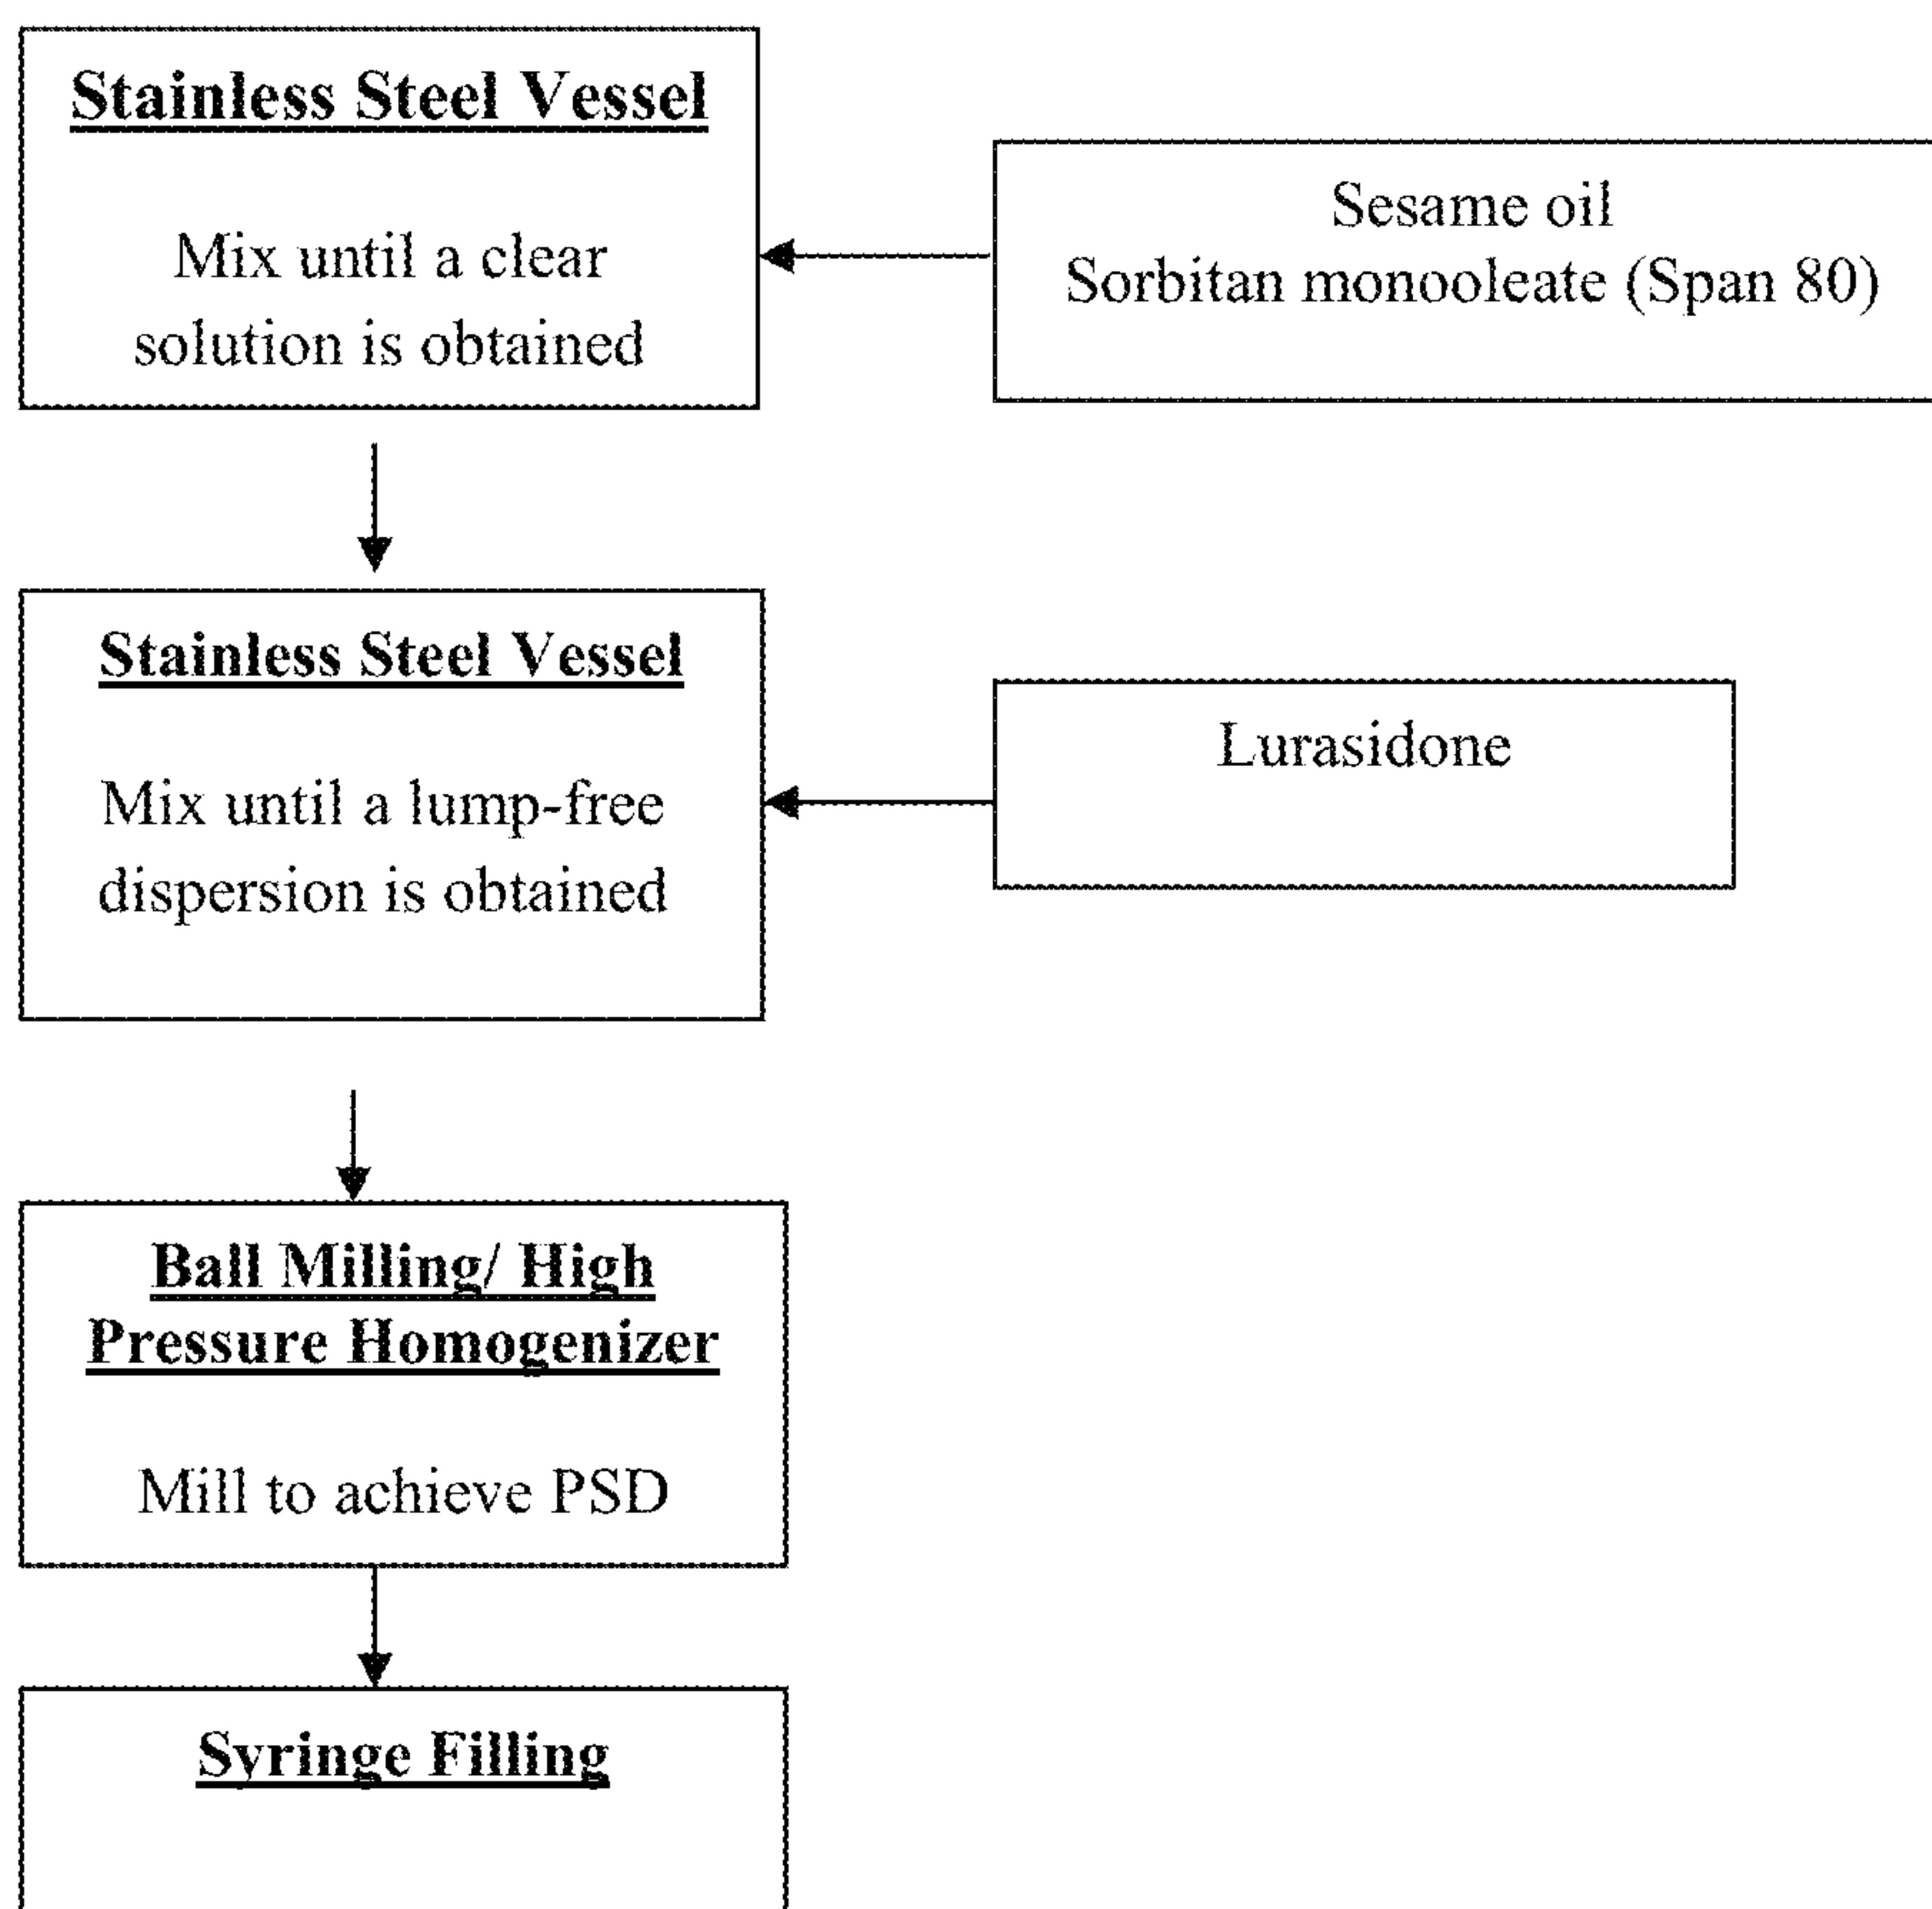 Stainless Steel Vessel
Mix until a clear
solution is obtained
Sesame oil
Sorbitan monooleate (Span 80)
Stainless Steel Vessel
Mix until a lump-free
dispersion is obtained
Lurasidone
Ball Milling/ High
Pressure Homogenizer
Mill to achieve PSD
Syringe Filling